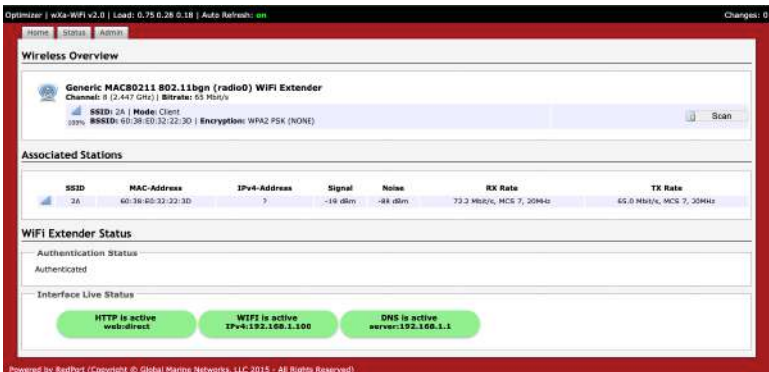 Optimizer | wXa-WiFi v2.0 | Load: 0.75 0.28 0.18 | Auto Refresh: on Changes: 0
Home Status Admin
Wireless Overview
Generic MAC80211 802.11bgn (radio0) WiFi Extender
Channel: 8 (2.447 GHz) | Bitrate: 65 Mbit/s
SSID: 2A | Mode: Client
100% BSSID: 60:38:E0:32:22:3D | Encryption: WPA2 PSK (NONE)
Scan
Associated Stations
SSID MAC-Address IPv4-Address Signal Noise RX Rate TX Rate
2A 60:38:E0:32:22:3D ? -19 dBm -88 dBm 72.2 Mbit/s, MCS 7, 20MHz 65.0 Mbit/s, MCS 7, 20MHz
WiFi Extender Status
Authentication Status
Authenticated
Interface Live Status
HTTP is active WIFI is active DNS is active
web:direct IPv4:192.168.1.100 server:192.168.1.1
Powered by RedPort (Copyright © Global Marine Networks, LLC 2015 - All Rights Reserved)